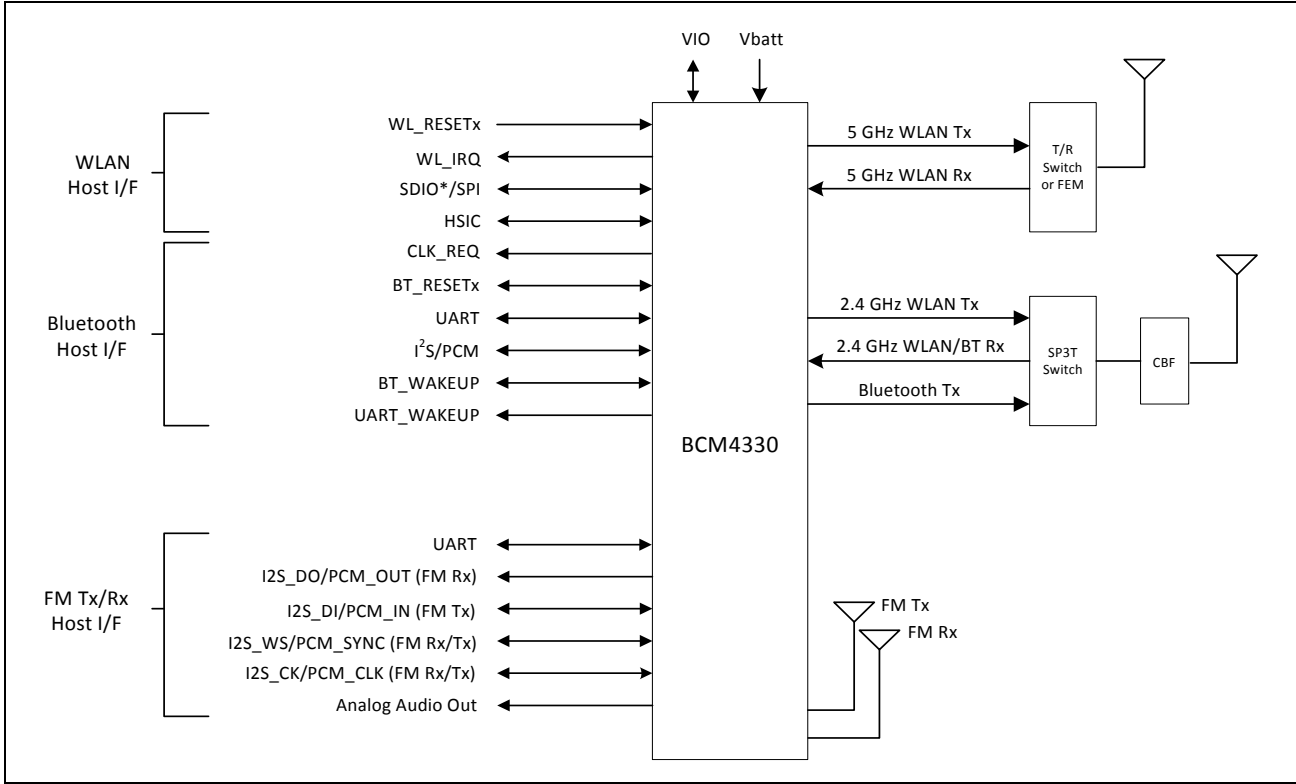 VIO
Vbatt
WLAN
Host I/F
WL_RESETx
WL_IRQ
SDIO*/SPI
HSIC
Bluetooth
Host I/F
CLK_REQ
BT_RESETx
UART
I²S/PCM
BT_WAKEUP
UART_WAKEUP
FM Tx/Rx
Host I/F
UART
I2S_DO/PCM_OUT (FM Rx)
I2S_DI/PCM_IN (FM Tx)
I2S_WS/PCM_SYNC (FM Rx/Tx)
I2S_CK/PCM_CLK (FM Rx/Tx)
Analog Audio Out
BCM4330
5 GHz WLAN Tx
5 GHz WLAN Rx
T/R
Switch
or FEM
2.4 GHz WLAN Tx
2.4 GHz WLAN/BT Rx
Bluetooth Tx
SP3T
Switch
CBF
FM Tx
FM Rx